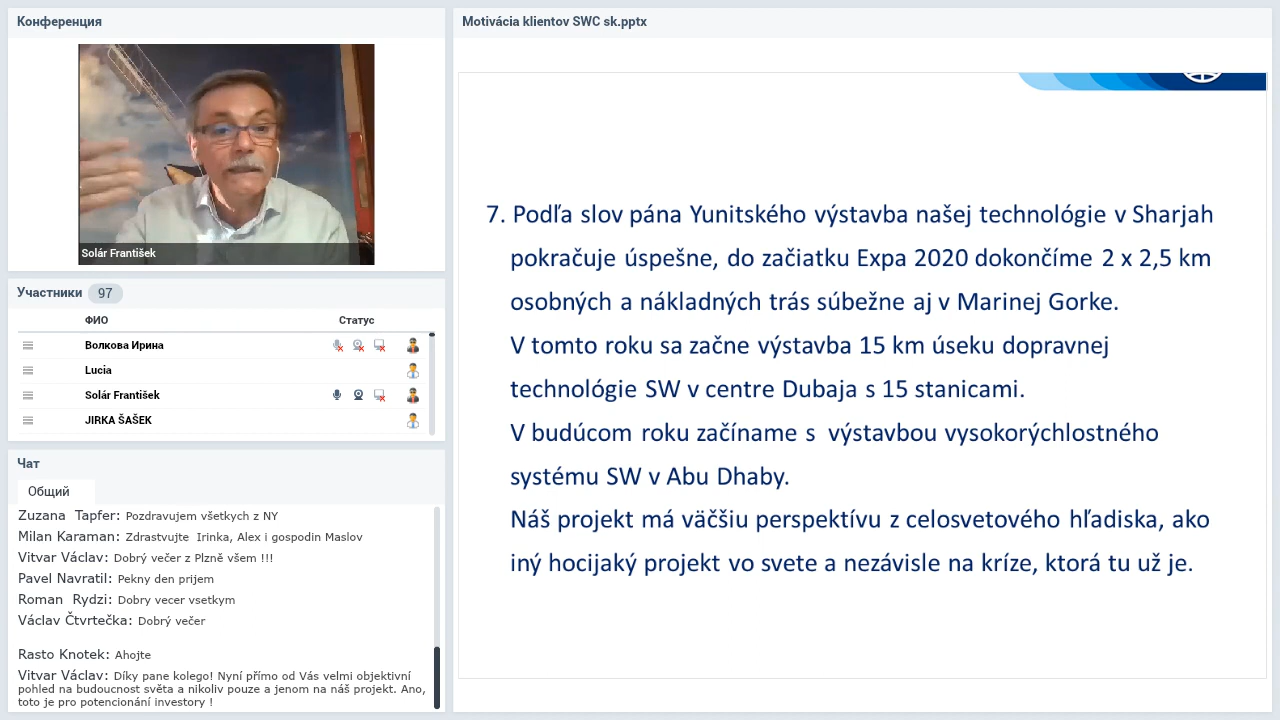 Конференция
Solár František
Участники 97
ФИО Статус
Волкова Ирина
Lucia
Solár František
JIRKA ŠAŠEK
Чат
Общий
Zuzana Tapfer: Pozdravujem všetkych z NY
Milan Karaman: Zdrastvujte Irinka, Alex i gospodin Maslov
Vitvar Václav: Dobrý večer z Plzně všem !!!
Pavel Navratil: Pekny den prijem
Roman Rydzi: Dobry vecer vsetkym
Václav Čtvrtečka: Dobrý večer
Rasto Knotek: Ahojte
Vitvar Václav: Díky pane kolego! Nyní přímo od Vás velmi objektivní
pohled na budoucnost světa a nikoliv pouze a jenom na náš projekt. Ano,
toto je pro potencionání investory !
Motivácia klientov SWC sk.pptx
7. Podľa slov pána Yunitského výstavba našej technológie v Sharjah
pokračuje úspešne, do začiatku Expa 2020 dokončíme 2 x 2,5 km
osobných a nákladných trás súbežne aj v Marinej Gorke.
V tomto roku sa začne výstavba 15 km úseku dopravnej
technológie SW v centre Dubaja s 15 stanicami.
V budúcom roku začíname s výstavbou vysokorýchlostného
systému SW v Abu Dhaby.
Náš projekt má väčšiu perspektívu z celosvetového hľadiska, ako
iný hocijaký projekt vo svete a nezávisle na kríze, ktorá tu už je.